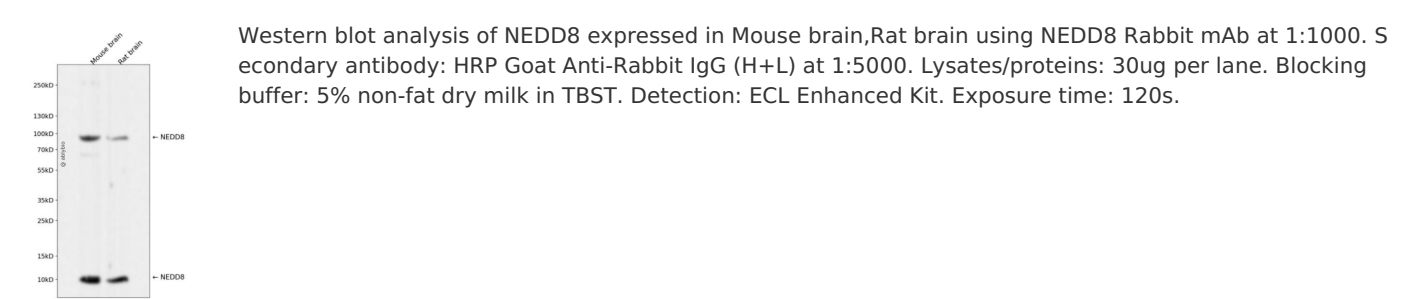 Mouse brain
Rat brain
Western blot analysis of NEDD8 expressed in Mouse brain,Rat brain using NEDD8 Rabbit mAb at 1:1000. S
econdary antibody: HRP Goat Anti-Rabbit IgG (H+L) at 1:5000. Lysates/proteins: 30ug per lane. Blocking
buffer: 5% non-fat dry milk in TBST. Detection: ECL Enhanced Kit. Exposure time: 120s.
250kD
130kD
100kD
← NEDD8
70kD
55kD
35kD
25kD
15kD
10kD
← NEDD8